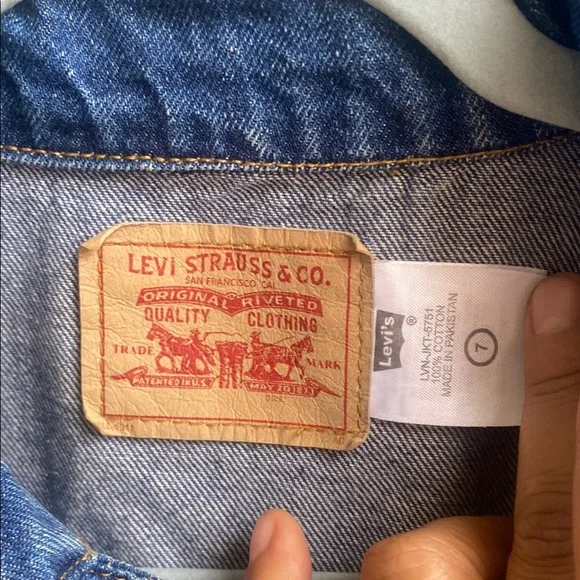 LEVI STRAUSS & CO.
SAN FRANCISCO CAL
ORIGINAL RIVETED
QUALITY CLOTHING
TRADE MARK
PATENTED IN U.S. MAY 20 1873
SIZE
Levi's ®
LVN-JKT-5751
100% COTTON
MADE IN PAKISTAN
7